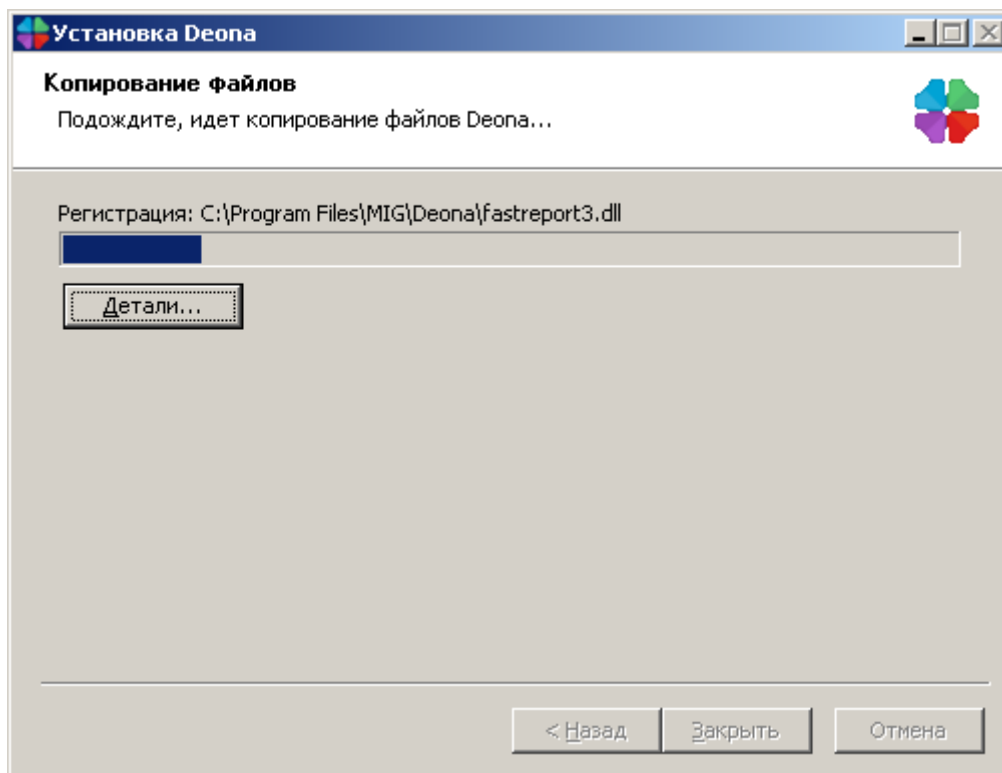 Установка Deona
Копирование файлов
Подождите, идет копирование файлов Deona...
Регистрация: C:\Program Files\MIG\Deona\fastreport3.dll
Детали...
< Назад
Закрыть
Отмена